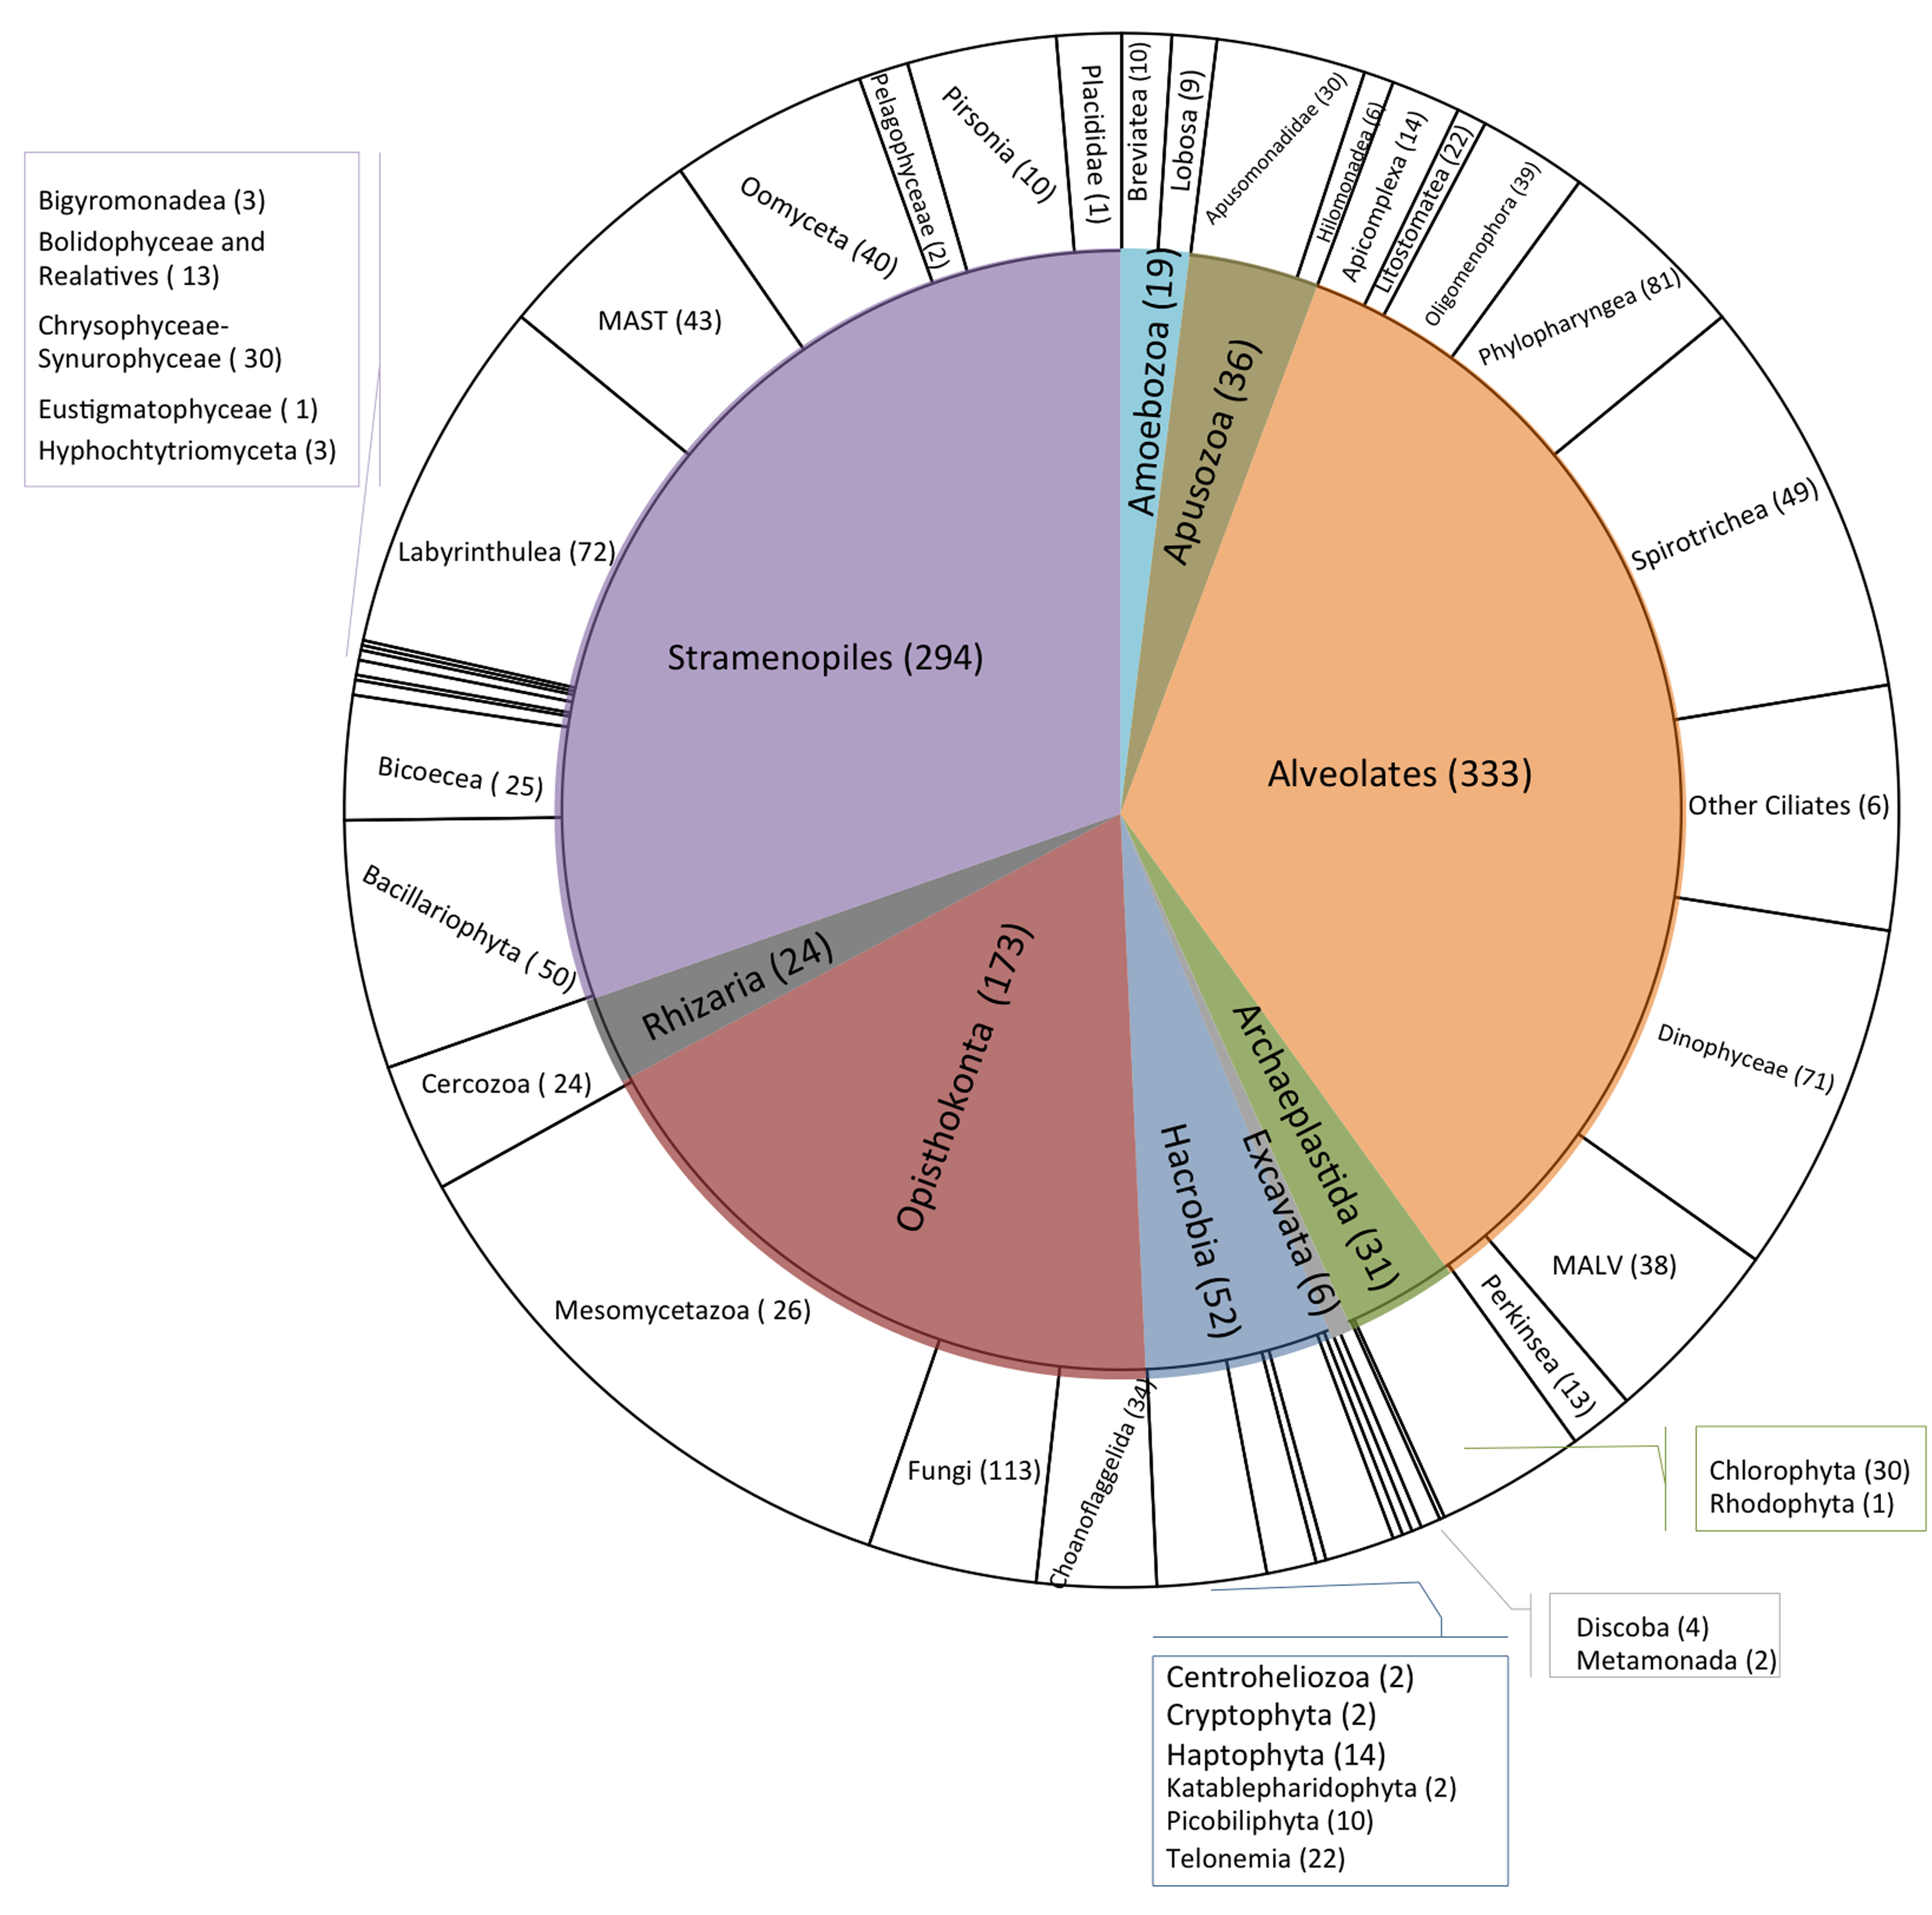 Bigyromonadea (3)
Bolidophyceae and
Realatives ( 13)
Chrysophyceae-
Synurophyceae ( 30)
Eustigmatophyceae ( 1)
Hyphochtytriomyceta (3)
Breviatea (10)
Lobosa (9)
Apusomonadidae (30)
Hilomonadea (6)
Apicomplexa (14)
Litostomatea (22)
Oligomenophora (39)
Phylopharyngea (81)
Spirotrichea (49)
Other Ciliates (6)
Dinophyceae (71)
MALV (38)
Perkinsea (13)
Chlorophyta (30)
Rhodophyta (1)
Discoba (4)
Metamonada (2)
Centroheliozoa (2)
Cryptophyta (2)
Haptophyta (14)
Katablepharidophyta (2)
Picobiliphyta (10)
Telonemia (22)
Choanoflaggelida (34)
Fungi (113)
Mesomycetazoa ( 26)
Cercozoa ( 24)
Bacillariophyta ( 50)
Bicoecea ( 25)
Labyrinthulea (72)
MAST (43)
Oomyceta (40)
Pelagophyceaae (2)
Pirsonia (10)
Placididae (1)
Amoebozoa (19)
Apusozoa (36)
Alveolates (333)
Archaeplastida (31)
Excavata (6)
Hacrobia (52)
Opisthokonta (173)
Rhizaria (24)
Stramenopiles (294)